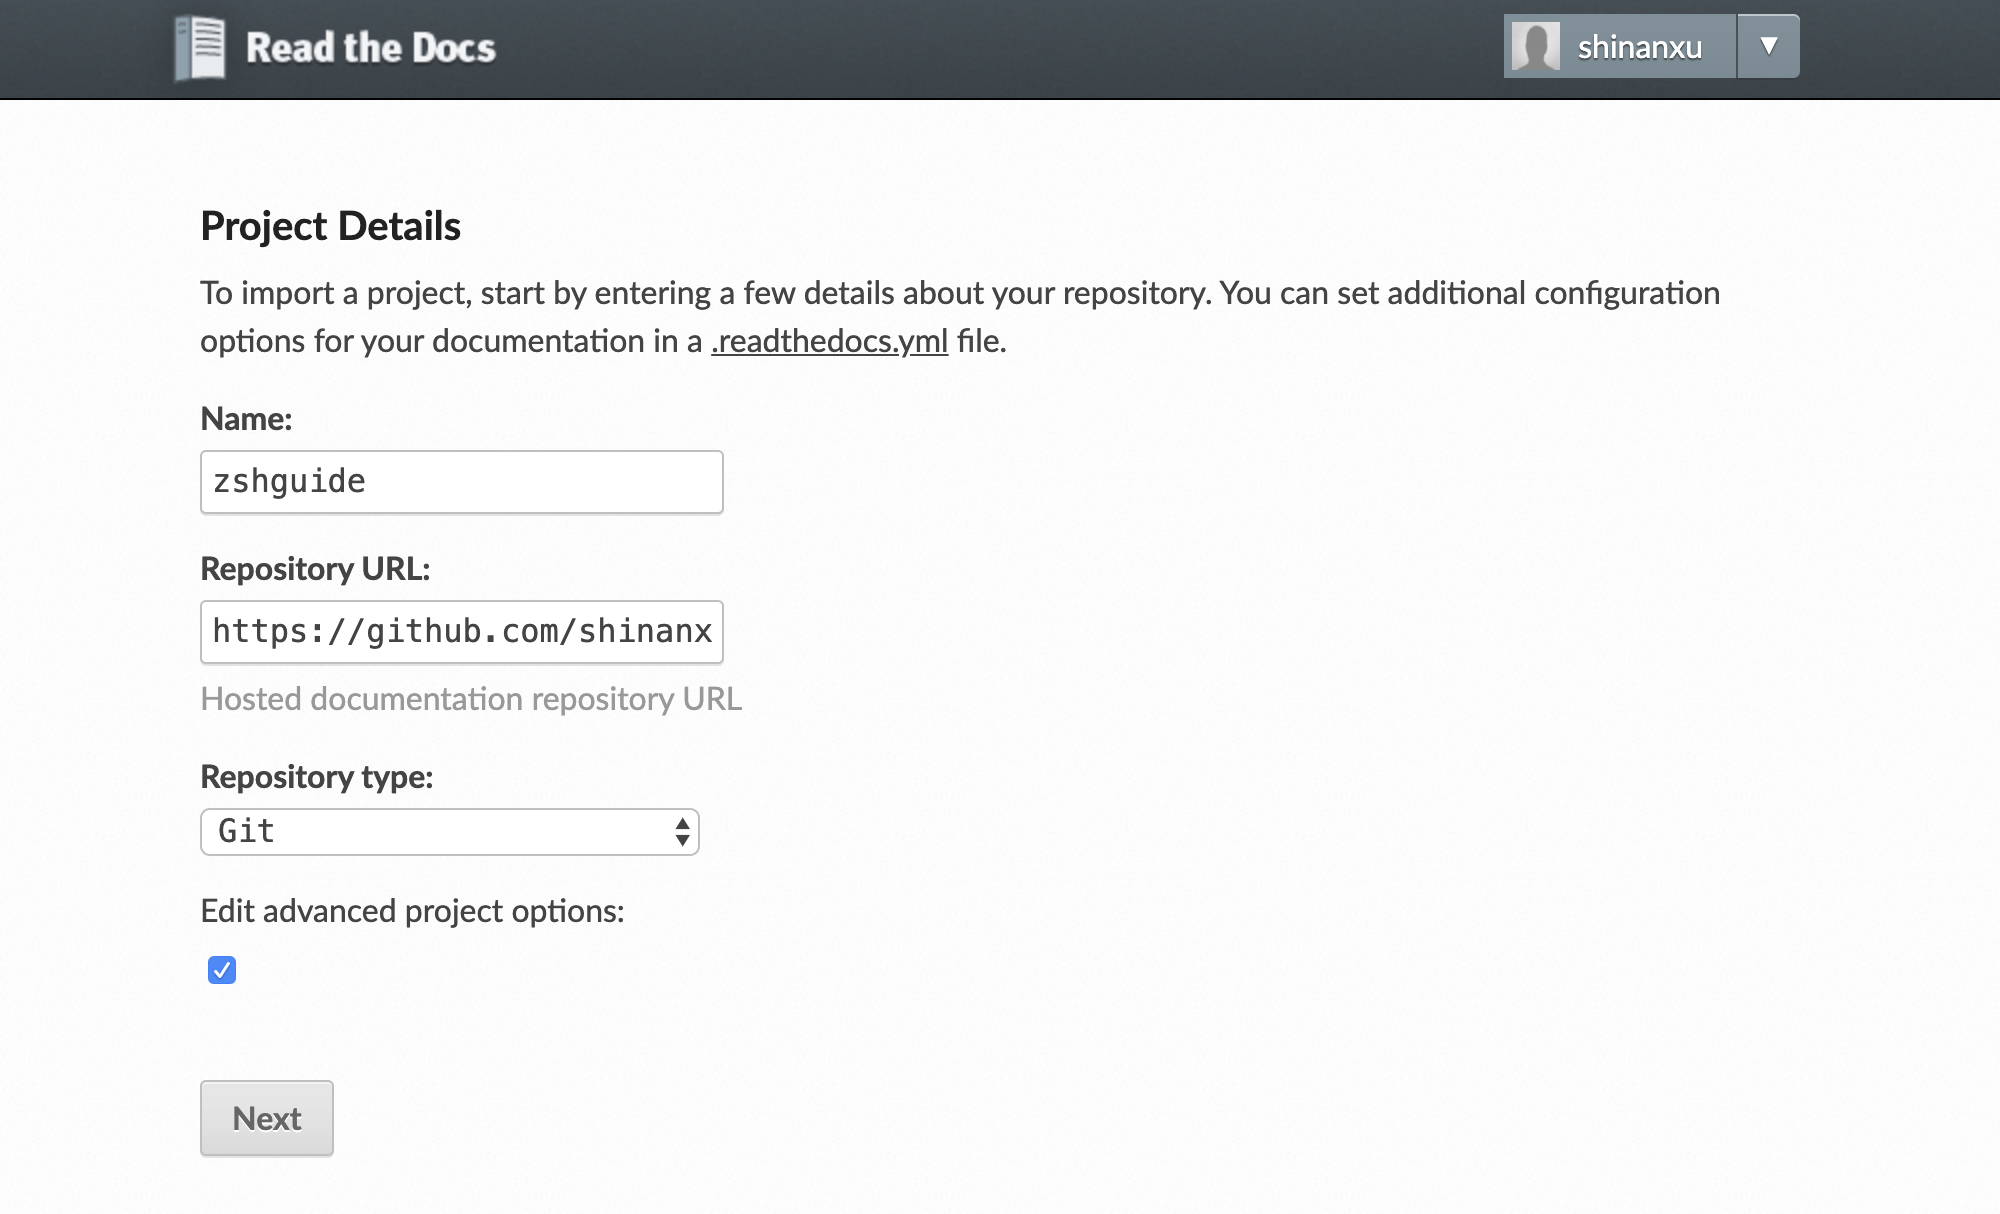 Read the Docs
shinanxu
Project Details
To import a project, start by entering a few details about your repository. You can set additional configuration
options for your documentation in a .readthedocs.yml file.
Name:
zshguide
Repository URL:
https://github.com/shinanx
Hosted documentation repository URL
Repository type:
Git
Edit advanced project options:
Next